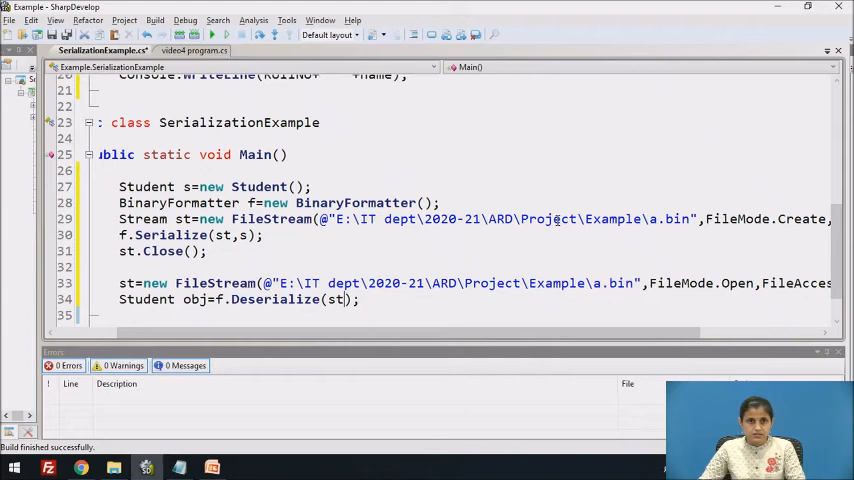 Example - SharpDevelop
File Edit View Refactor Project Build Debug Search Analysis Tools Window Help
Default layout
SerializationExample.cs* video4 program.cs
Example.SerializationExample Main()
20 Console.WriteLine(RollNo+" "+name);
21
22
23 : class SerializationExample
24
25 ublic static void Main()
26
27 Student s=new Student();
28 BinaryFormatter f=new BinaryFormatter();
29 Stream st=new FileStream(@"E:\IT dept\2020-21\ARD\Project\Example\a.bin",FileMode.Create,
30 f.Serialize(st,s);
31 st.Close();
32
33 st=new FileStream(@"E:\IT dept\2020-21\ARD\Project\Example\a.bin",FileMode.Open,FileAcces
34 Student obj=f.Deserialize(st);
35
Errors
0 Errors 0 Warnings 0 Messages
! Line Description File
Build finished successfully.